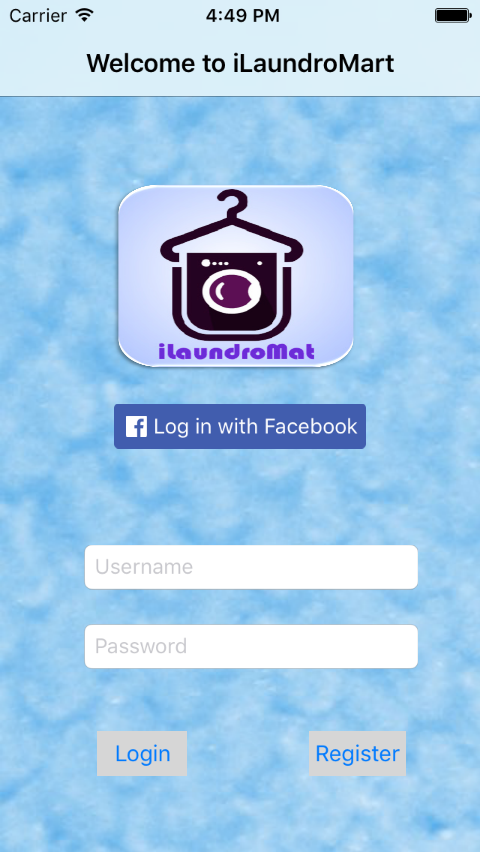 Carrier 4:49 PM
Welcome to iLaundroMart
iLaundroMat
Log in with Facebook
Username
Password
Login Register